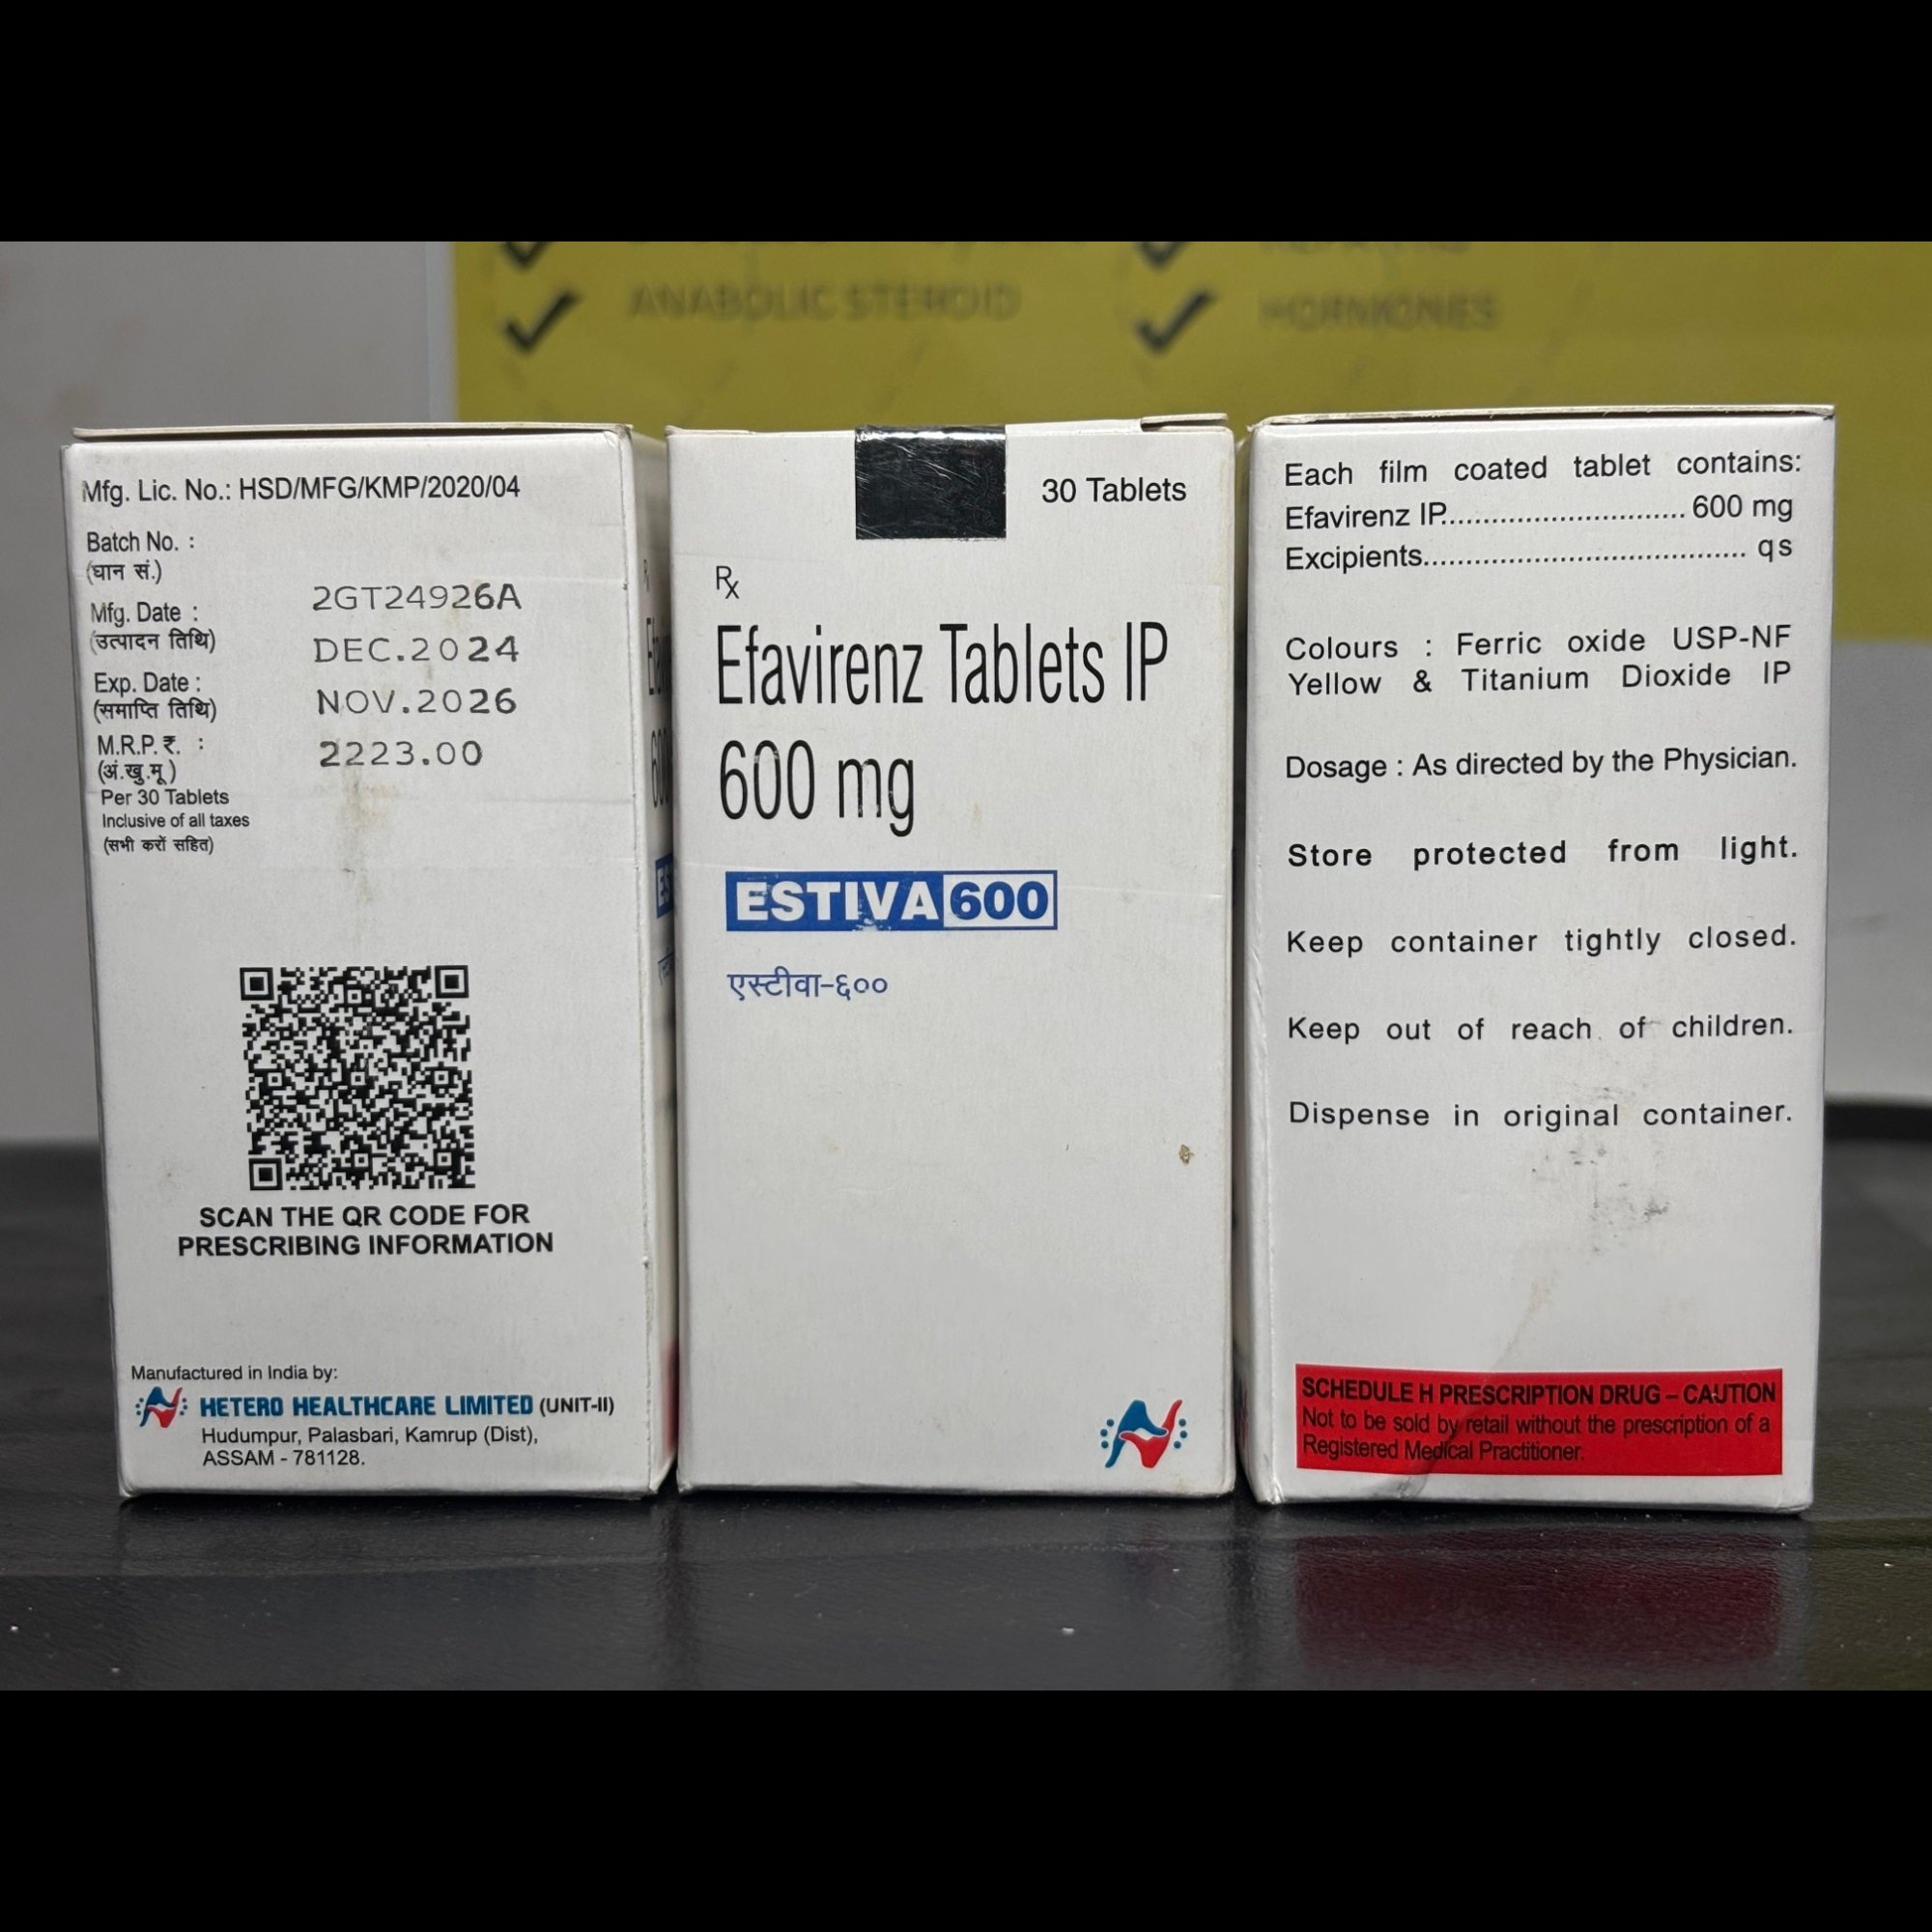 ANABOLIC STEROID
HORMONES
Mfg. Lic. No.: HSD/MFG/KMP/2020/04
Batch No. :
(घान सं.)
2GT24926A
Mfg. Date :
(उत्पादन तिथि)
DEC.2024
Exp. Date :
(समाप्ति तिथि)
NOV.2026
M.R.P. ₹. :
(अं.खु.मू.)
2223.00
Per 30 Tablets
Inclusive of all taxes
(सभी करों सहित)
SCAN THE QR CODE FOR
PRESCRIBING INFORMATION
Manufactured in India by:
HETERO HEALTHCARE LIMITED (UNIT-II)
Hudumpur, Palasbari, Kamrup (Dist),
ASSAM - 781128.
30 Tablets
Rx
Efavirenz Tablets IP
600 mg
ESTIVA 600
एस्टीवा-६००
Each film coated tablet contains:
Efavirenz IP............................. 600 mg
Excipients...................................... qs
Colours : Ferric oxide USP-NF
Yellow & Titanium Dioxide IP
Dosage : As directed by the Physician.
Store protected from light.
Keep container tightly closed.
Keep out of reach of children.
Dispense in original container.
SCHEDULE H PRESCRIPTION DRUG – CAUTION
Not to be sold by retail without the prescription of a
Registered Medical Practitioner.